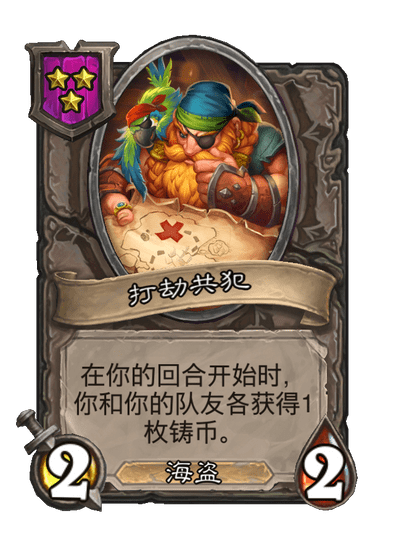 打劫共犯
在你的回合开始时，
你和你的队友各获得1
枚铸币。
2
海盗
2